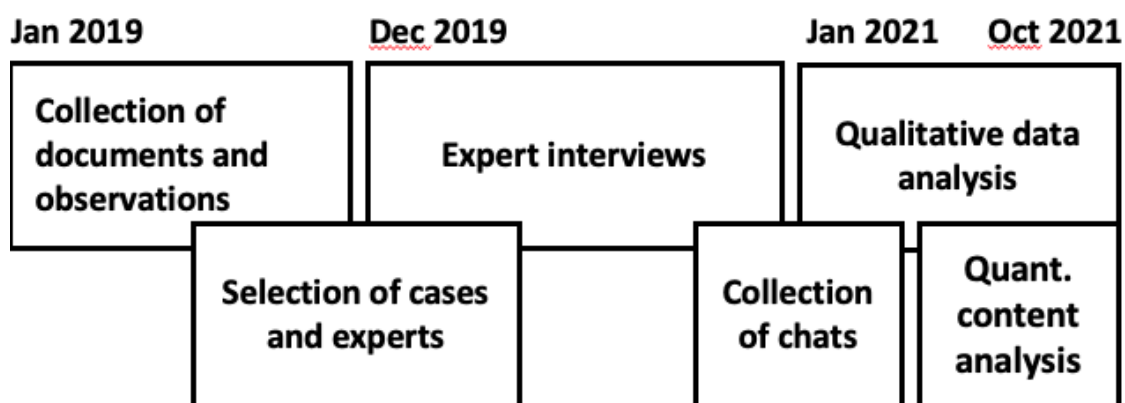 Jan 2019 Dec 2019 Jan 2021 Oct 2021
Collection of
documents and
observations
Expert interviews
Qualitative data
analysis
Selection of cases
and experts
Collection
of chats
Quant.
content
analysis